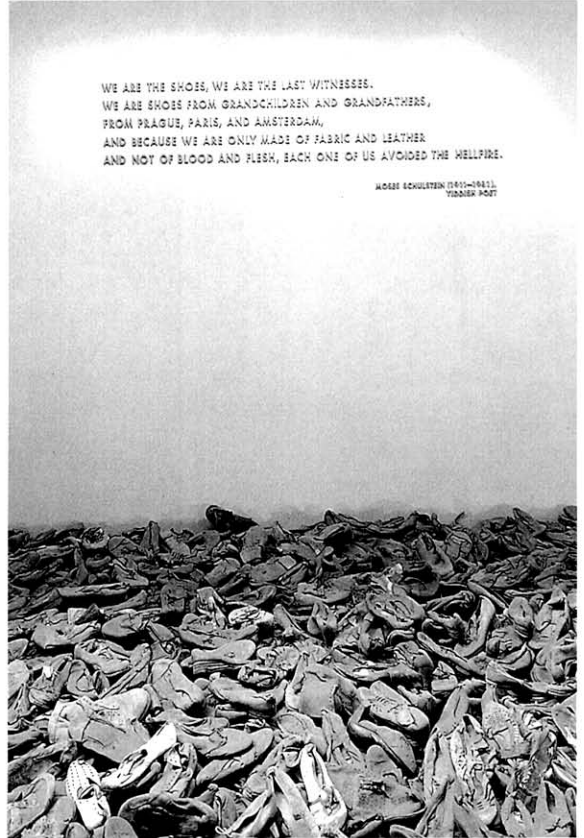 WE ARE THE SHOES, WE ARE THE LAST WITNESSES.
WE ARE SHOES FROM GRANDCHILDREN AND GRANDFATHERS,
FROM PRAGUE, PARIS, AND AMSTERDAM,
AND BECAUSE WE ARE ONLY MADE OF FABRIC AND LEATHER
AND NOT OF BLOOD AND FLESH, EACH ONE OF US AVOIDED THE HELLFIRE.
MOSES SCHULSTEIN (1911–1981),
YIDDISH POET